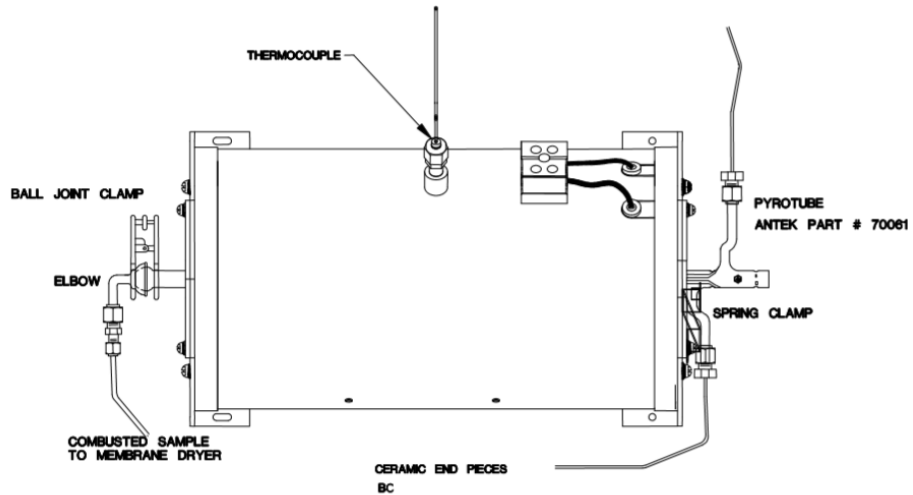 THERMOCOUPLE
BALL JOINT CLAMP
PYROTUBE
ANTEK PART # 70061
ELBOW
SPRING CLAMP
COMBUSTED SAMPLE
TO MEMBRANE DRYER
CERAMIC END PIECES
BC